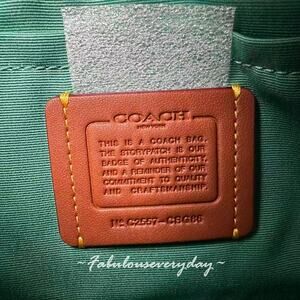 COACH
NEW YORK
THIS IS A COACH BAG.
THE STORYPATCH IS OUR
BADGE OF AUTHENTICITY,
AND A REMINDER OF OUR
COMMITMENT TO QUALITY
AND CRAFTSMANSHIP.
Nº C2557-CBG86
~Fabulouseveryday~